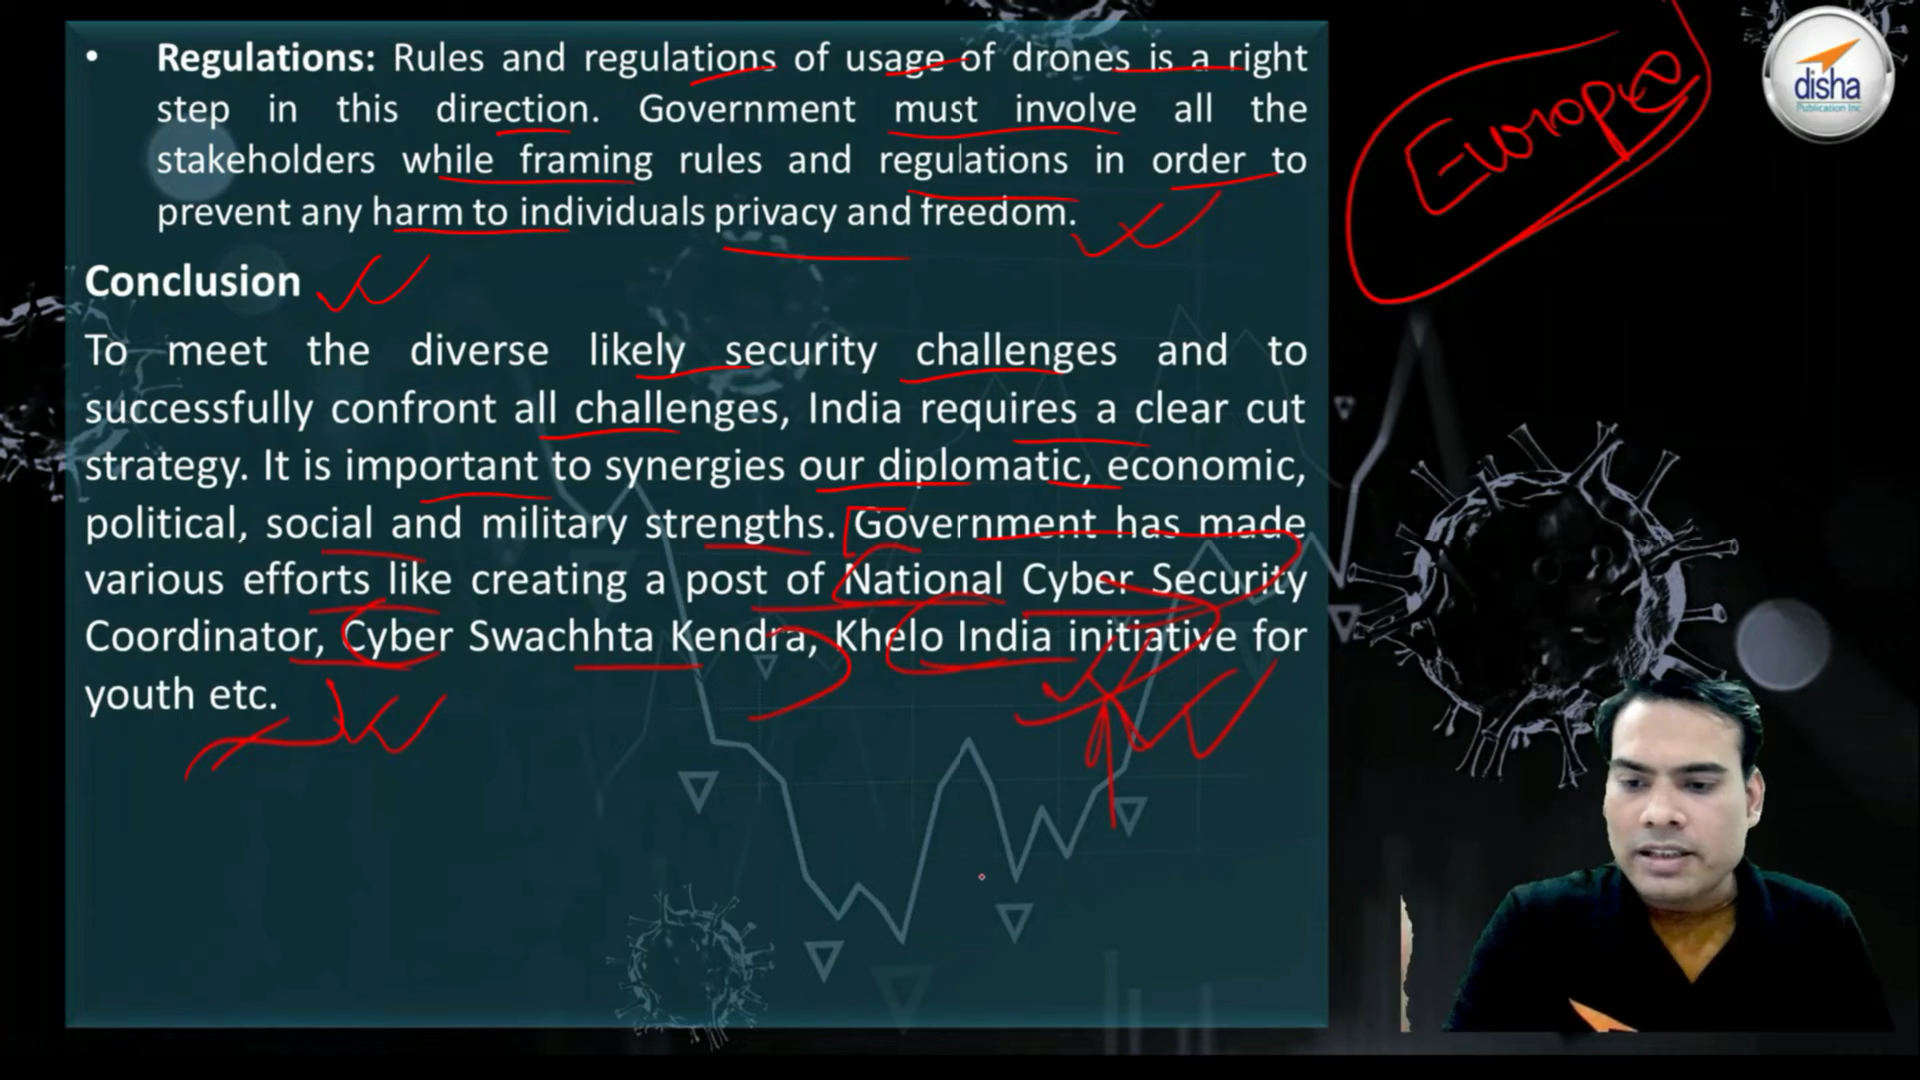 • Regulations: Rules and regulations of usage of drones is a right
step in this direction. Government must involve all the
stakeholders while framing rules and regulations in order to
prevent any harm to individuals privacy and freedom.
Conclusion
To meet the diverse likely security challenges and to
successfully confront all challenges, India requires a clear cut
strategy. It is important to synergies our diplomatic, economic,
political, social and military strengths. Government has made
various efforts like creating a post of National Cyber Security
Coordinator, Cyber Swachhta Kendra, Khelo India initiative for
youth etc.
Europe
disha
Publication Inc